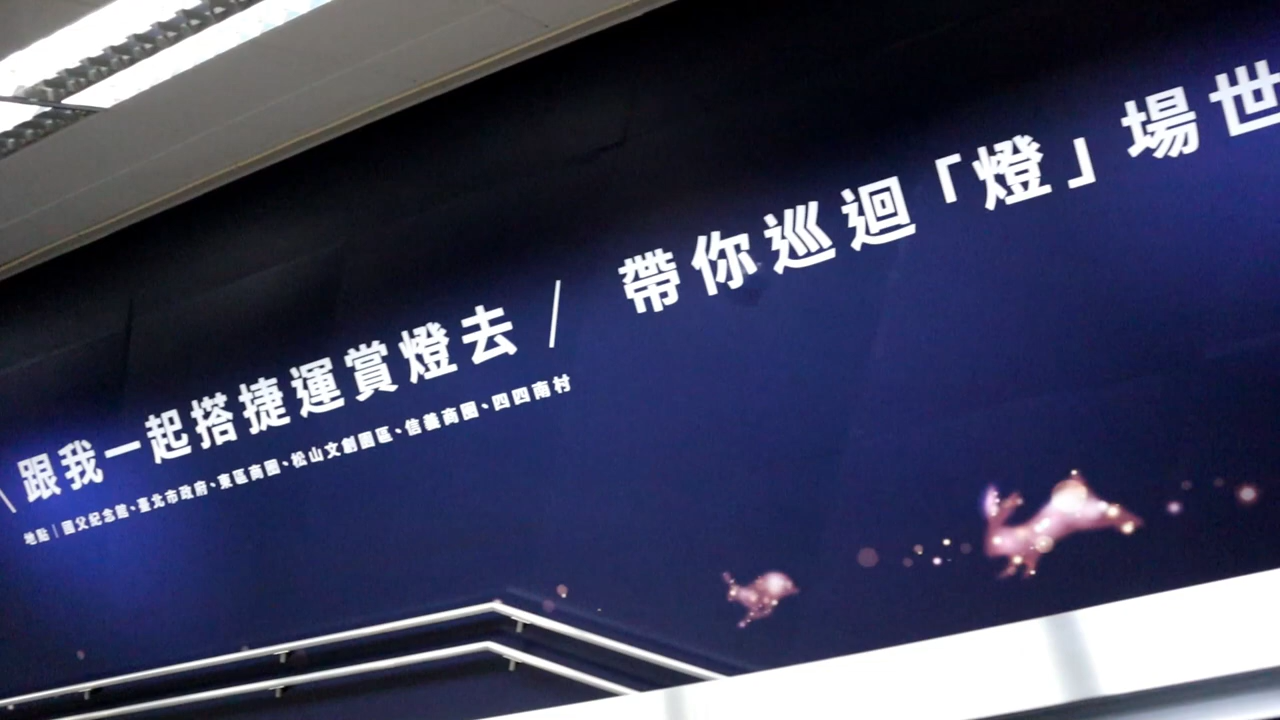 \ 跟我一起搭捷運賞燈去 / 帶你巡迴「燈」場世
地點｜國父紀念館、臺北市政府、東區商圈、松山文創園區、信義商圈、四四南村